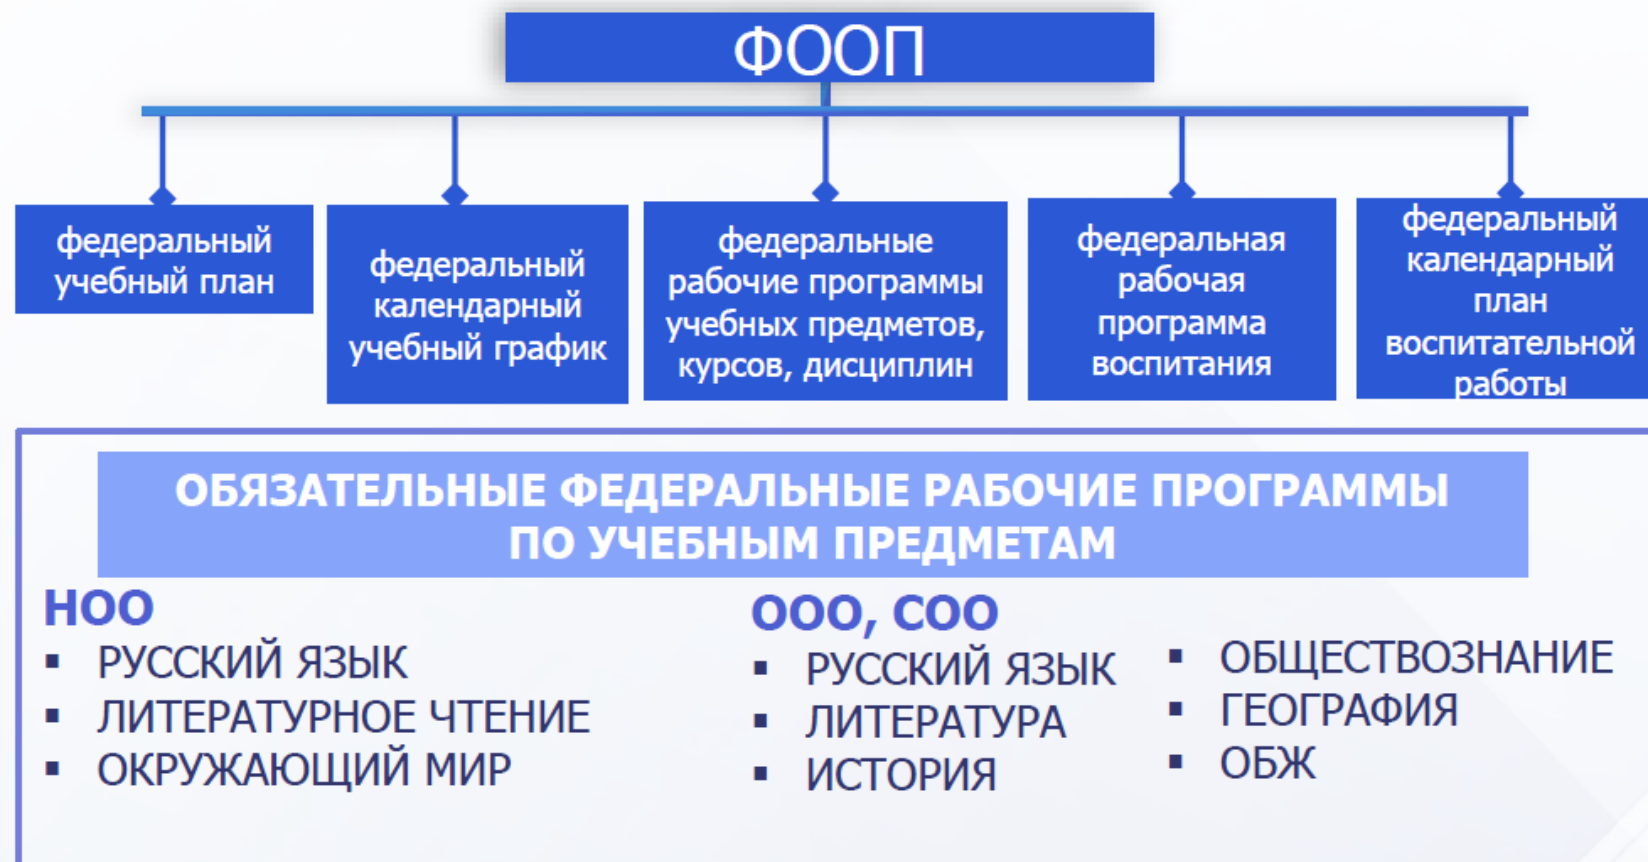 ФООП
федеральный
учебный план
федеральный
календарный
учебный график
федеральные
рабочие программы
учебных предметов,
курсов, дисциплин
федеральная
рабочая
программа
воспитания
федеральный
календарный
план
воспитательной
работы
ОБЯЗАТЕЛЬНЫЕ ФЕДЕРАЛЬНЫЕ РАБОЧИЕ ПРОГРАММЫ
ПО УЧЕБНЫМ ПРЕДМЕТАМ
НОО
▪ РУССКИЙ ЯЗЫК
▪ ЛИТЕРАТУРНОЕ ЧТЕНИЕ
▪ ОКРУЖАЮЩИЙ МИР
ООО, СОО
▪ РУССКИЙ ЯЗЫК
▪ ЛИТЕРАТУРА
▪ ИСТОРИЯ
▪ ОБЩЕСТВОЗНАНИЕ
▪ ГЕОГРАФИЯ
▪ ОБЖ